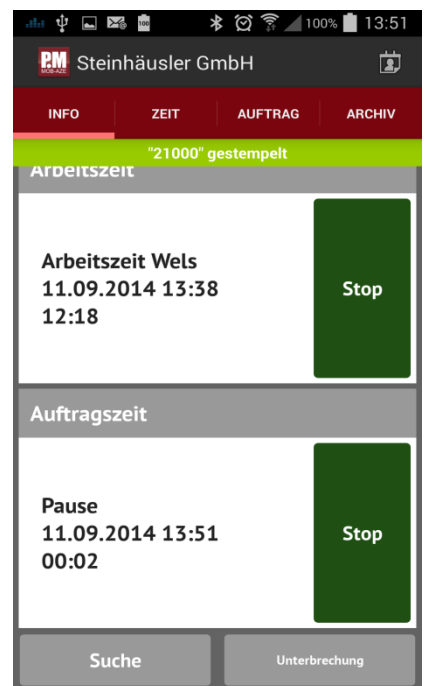 100
100%
13:51
P.M
MOB-AZE
Steinhäusler GmbH
INFO
ZEIT
AUFTRAG
ARCHIV
"21000" gestempelt
Arbeitszeit
Arbeitszeit Wels
11.09.2014 13:38
12:18
Stop
Auftragszeit
Pause
11.09.2014 13:51
00:02
Stop
Suche
Unterbrechung